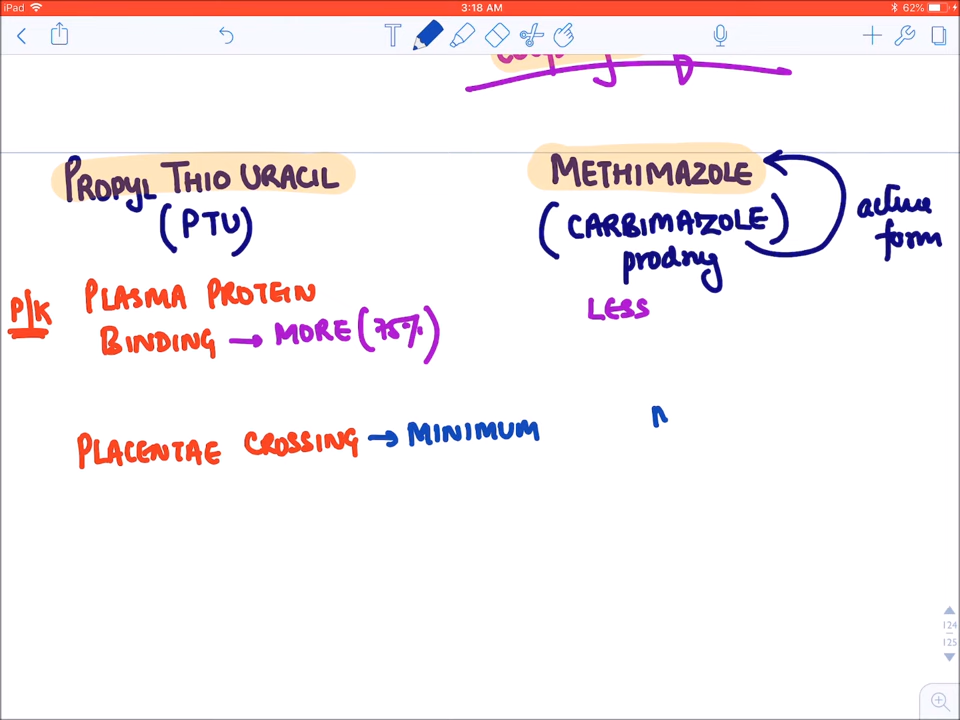 iPad 3:18 AM 62%
PROPYL THIO URACIL METHIMAZOLE
(PTU) (CARBIMAZOLE) active
prodrug form
P/K PLASMA PROTEIN LESS
BINDING → MORE (75%)
PLACENTAE CROSSING → MINIMUM
124
125